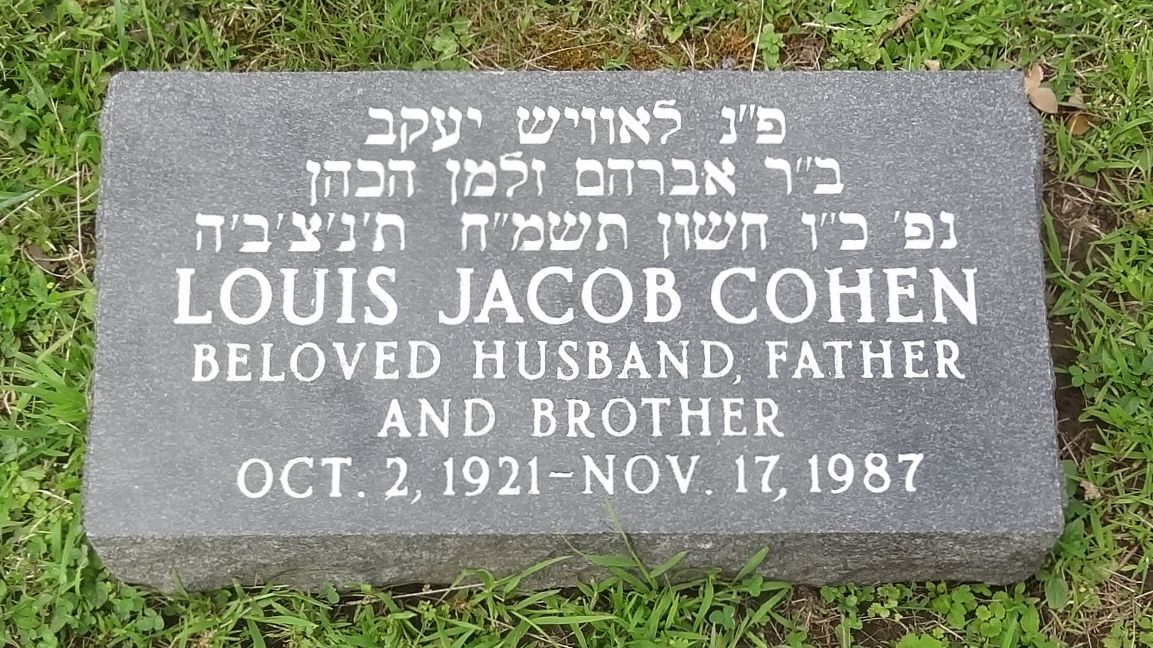 פ"נ לאוויש יעקב
ב"ר אברהם זלמן הכהן
נפ' כ"ו חשון תשמ"ח ת'נ'צ'ב'ה
LOUIS JACOB COHEN
BELOVED HUSBAND, FATHER
AND BROTHER
OCT. 2, 1921–NOV. 17, 1987